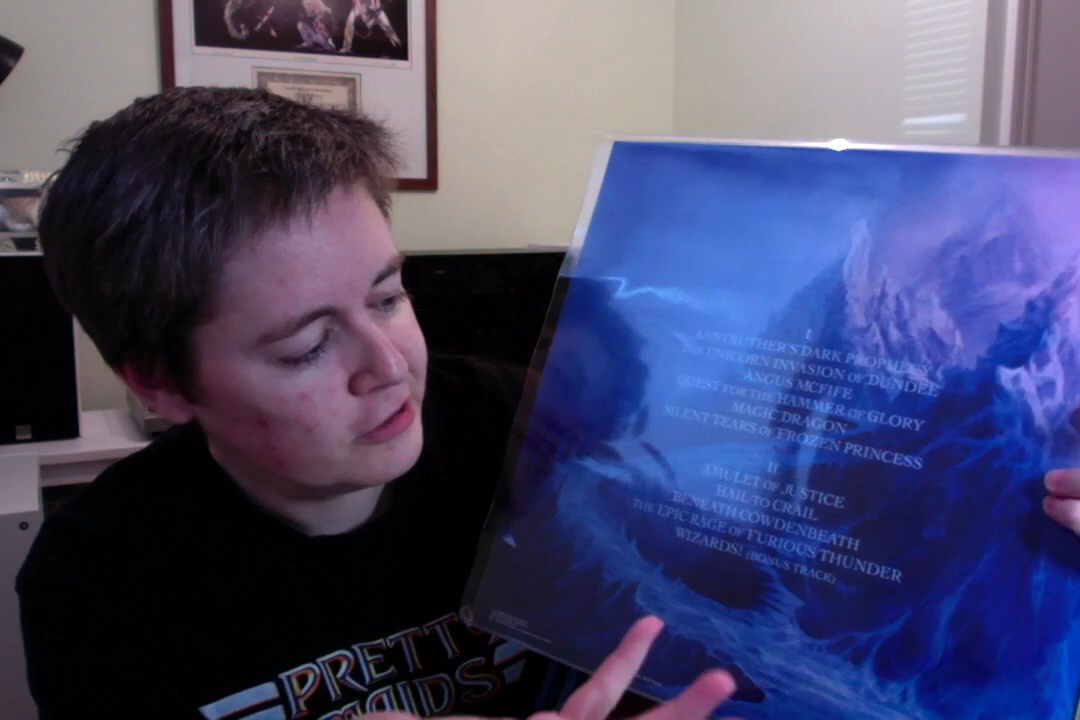 I.
ANSTRUTHER'S DARK PROPHECY
THE UNICORN INVASION OF DUNDEE
ANGUS MCFIFE
QUEST FOR THE HAMMER OF GLORY
MAGIC DRAGON
SILENT TEARS OF FROZEN PRINCESS
II.
AMULET OF JUSTICE
HAIL TO CRAIL
BENEATH COWDENBEATH
THE EPIC RAGE OF FURIOUS THUNDER
WIZARDS! (BONUS TRACK)
PRETTY
MAIDS